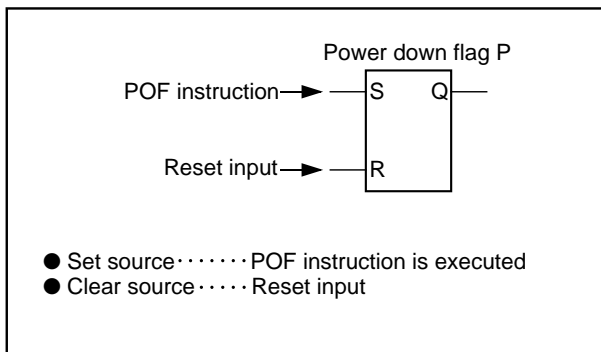 Power down flag P
POF instruction
S
Q
Reset input
R
● Set source ······· POF instruction is executed
● Clear source ····· Reset input